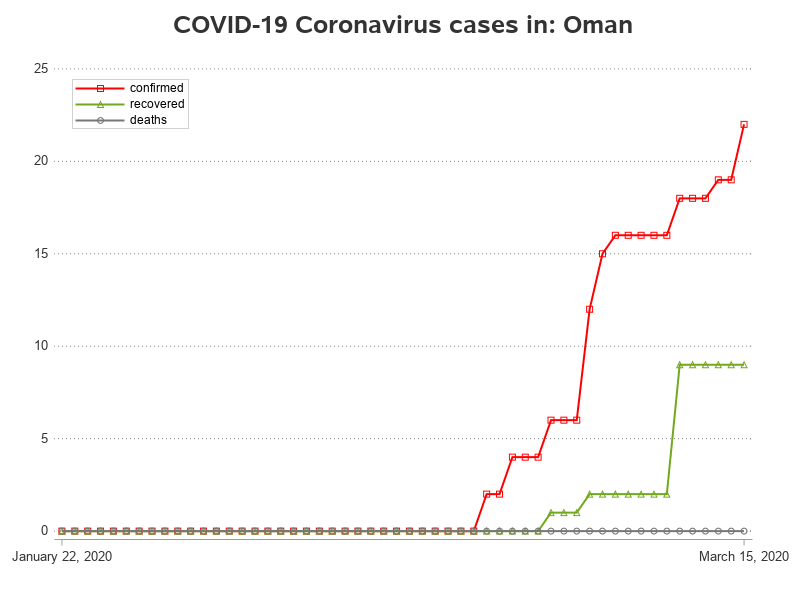 COVID-19 Coronavirus cases in: Oman
25
confirmed
recovered
deaths
20
15
10
5
0
January 22, 2020
March 15, 2020